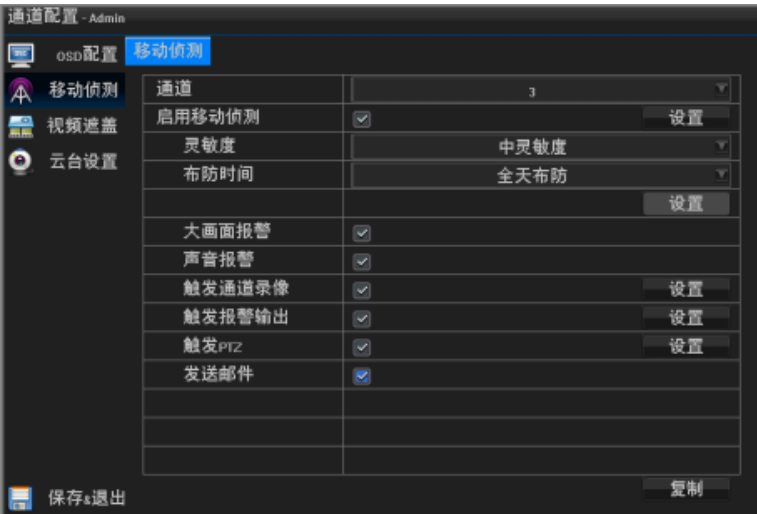 通道配置 - Admin
OSD配置 移动侦测
移动侦测
视频遮盖
云台设置
通道 3
启用移动侦测 设置
灵敏度 中灵敏度
布防时间 全天布防
设置
大画面报警
声音报警
触发通道录像 设置
触发报警输出 设置
触发PTZ 设置
发送邮件
复制
保存&退出